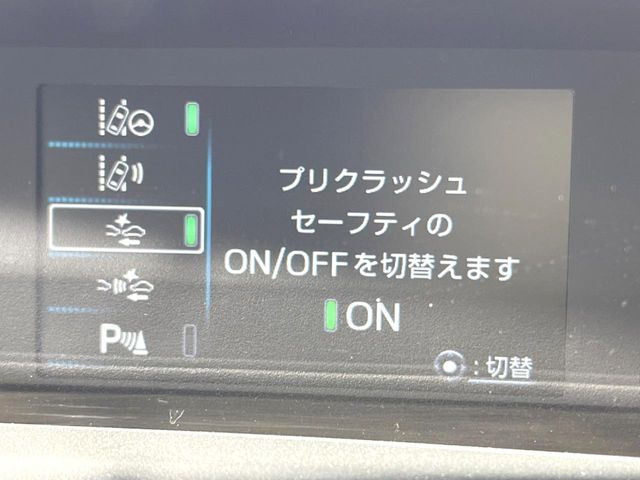 プリクラッシュ
セーフティの
ON/OFFを切替えます
ON
P
:切替